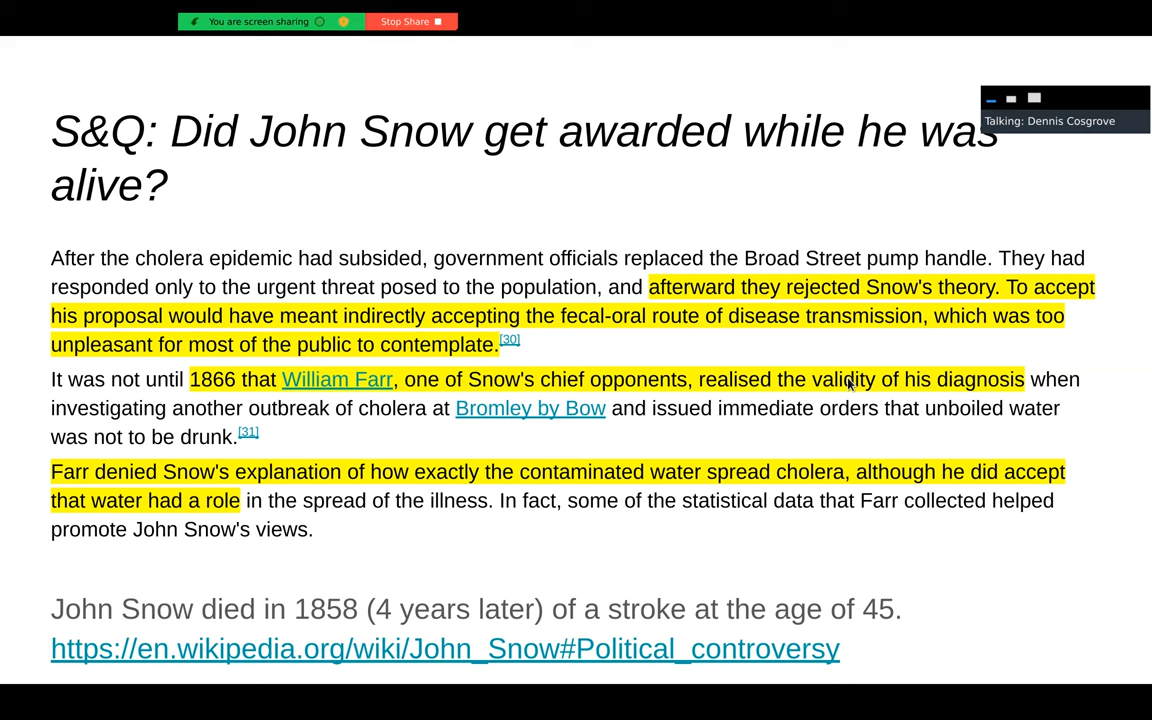 You are screen sharing
Stop Share
Talking: Dennis Cosgrove
S&Q: Did John Snow get awarded while he was
alive?
After the cholera epidemic had subsided, government officials replaced the Broad Street pump handle. They had
responded only to the urgent threat posed to the population, and afterward they rejected Snow's theory. To accept
his proposal would have meant indirectly accepting the fecal-oral route of disease transmission, which was too
unpleasant for most of the public to contemplate.[30]
It was not until 1866 that William Farr, one of Snow's chief opponents, realised the validity of his diagnosis when
investigating another outbreak of cholera at Bromley by Bow and issued immediate orders that unboiled water
was not to be drunk.[31]
Farr denied Snow's explanation of how exactly the contaminated water spread cholera, although he did accept
that water had a role in the spread of the illness. In fact, some of the statistical data that Farr collected helped
promote John Snow's views.
John Snow died in 1858 (4 years later) of a stroke at the age of 45.
https://en.wikipedia.org/wiki/John_Snow#Political_controversy